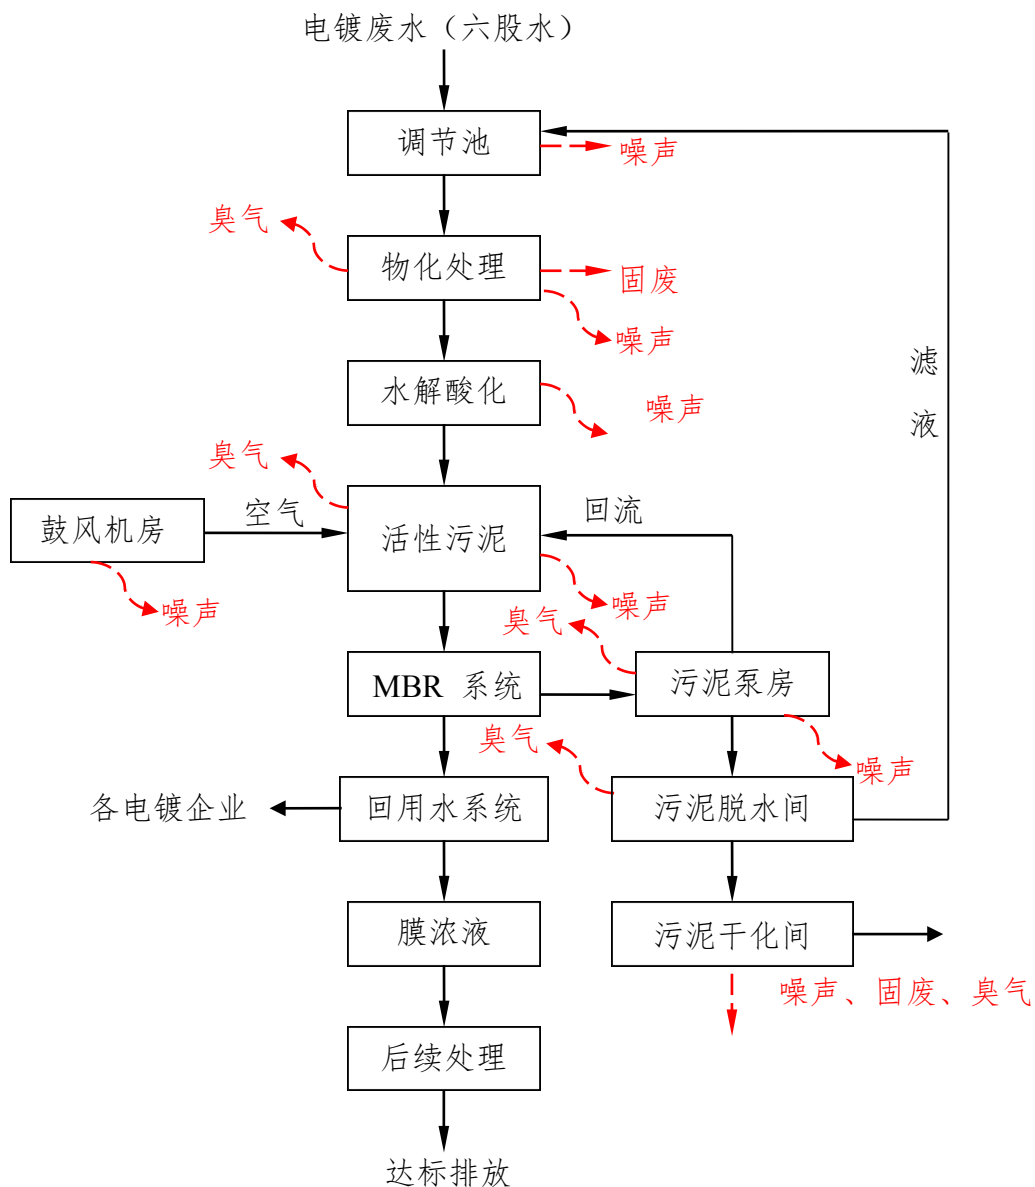 电镀废水（六股水）
调节池
噪声
臭气
物化处理
固废
噪声
滤
液
水解酸化
噪声
臭气
鼓风机房
空气
活性污泥
回流
噪声
噪声
臭气
MBR 系统
污泥泵房
臭气
噪声
各电镀企业
回用水系统
污泥脱水间
膜浓液
污泥干化间
噪声、固废、臭气
后续处理
达标排放